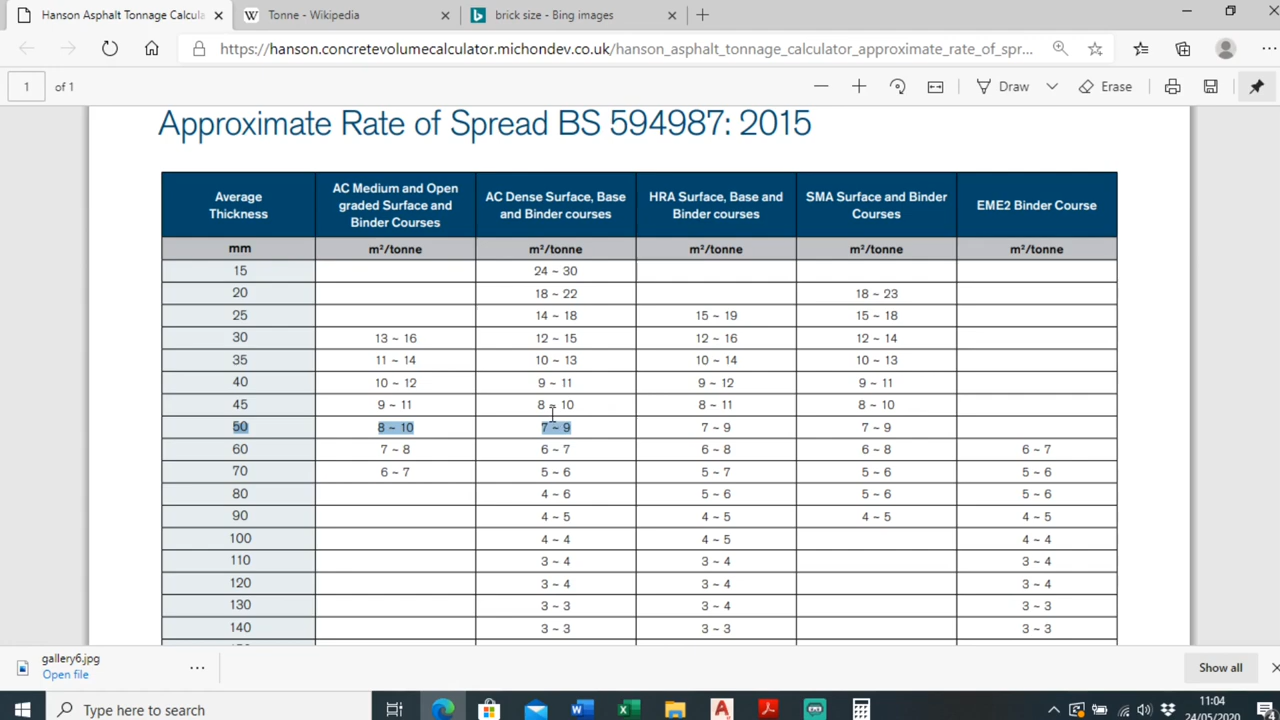 Hanson Asphalt Tonnage Calcula
Tonne - Wikipedia
brick size - Bing images
https://hanson.concretevolumecalculator.michondev.co.uk/hanson_asphalt_tonnage_calculator_approximate_rate_of_spr...
1 of 1
Draw
Erase
Approximate Rate of Spread BS 594987: 2015
Average Thickness
AC Medium and Open graded Surface and Binder Courses
AC Dense Surface, Base and Binder courses
HRA Surface, Base and Binder courses
SMA Surface and Binder Courses
EME2 Binder Course
mm m²/tonne m²/tonne m²/tonne m²/tonne m²/tonne
15 24 ~ 30
20 18 ~ 22 18 ~ 23
25 14 ~ 18 15 ~ 19 15 ~ 18
30 13 ~ 16 12 ~ 15 12 ~ 16 12 ~ 14
35 11 ~ 14 10 ~ 13 10 ~ 14 10 ~ 13
40 10 ~ 12 9 ~ 11 9 ~ 12 9 ~ 11
45 9 ~ 11 8 ~ 10 8 ~ 11 8 ~ 10
50 8 ~ 10 7 ~ 9 7 ~ 9 7 ~ 9
60 7 ~ 8 6 ~ 7 6 ~ 8 6 ~ 8 6 ~ 7
70 6 ~ 7 5 ~ 6 5 ~ 7 5 ~ 6 5 ~ 6
80 4 ~ 6 5 ~ 6 5 ~ 6 5 ~ 6
90 4 ~ 5 4 ~ 5 4 ~ 5 4 ~ 5
100 4 ~ 4 4 ~ 5 4 ~ 4
110 3 ~ 4 3 ~ 4 3 ~ 4
120 3 ~ 4 3 ~ 4 3 ~ 4
130 3 ~ 3 3 ~ 4 3 ~ 3
140 3 ~ 3 3 ~ 3 3 ~ 3
gallery6.jpg
Open file
Show all
Type here to search
11:04
24/05/2020